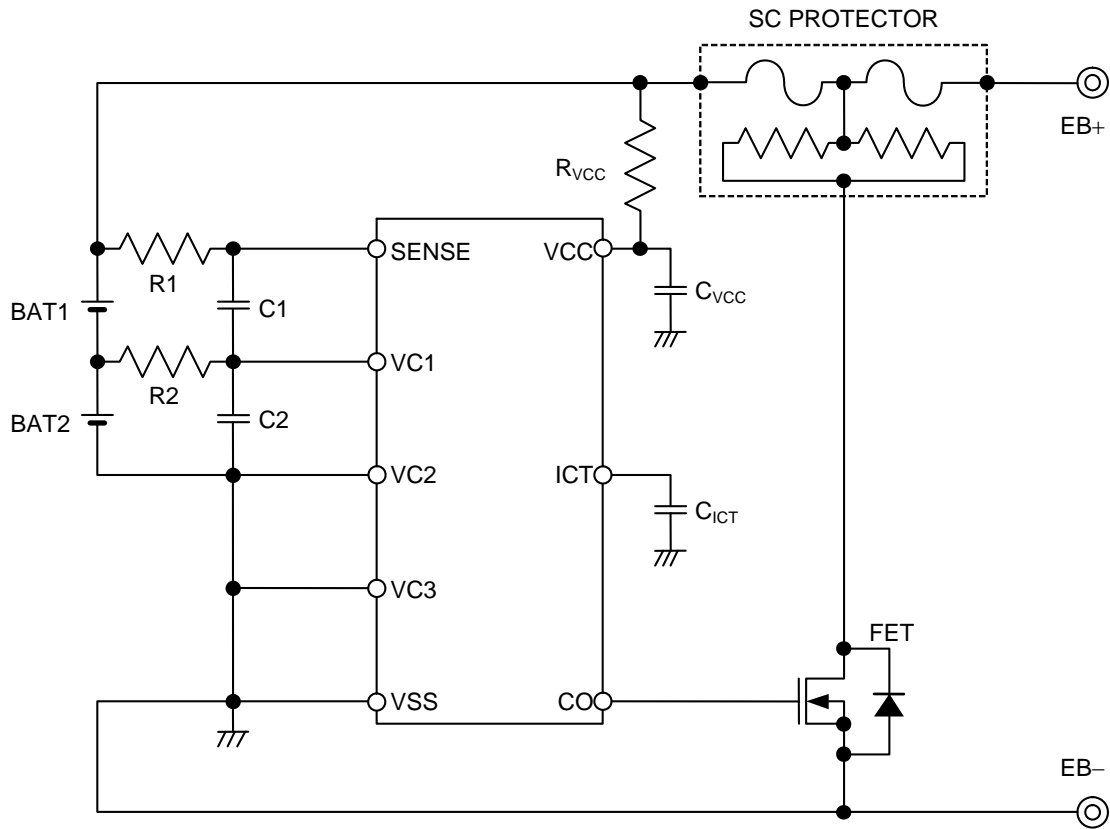 SC PROTECTOR
EB+
RVCC
SENSE
VCC
R1
CVCC
BAT1
C1
VC1
R2
BAT2
C2
VC2
ICT
CICT
VC3
FET
VSS
CO
EB−